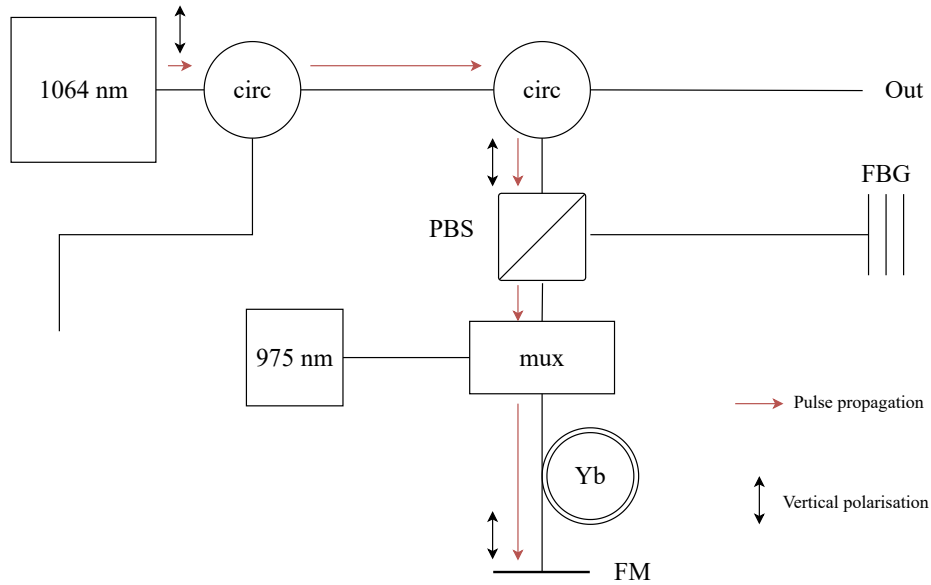 1064 nm
circ
circ
Out
FBG
PBS
975 nm
mux
Pulse propagation
Yb
Vertical polarisation
FM